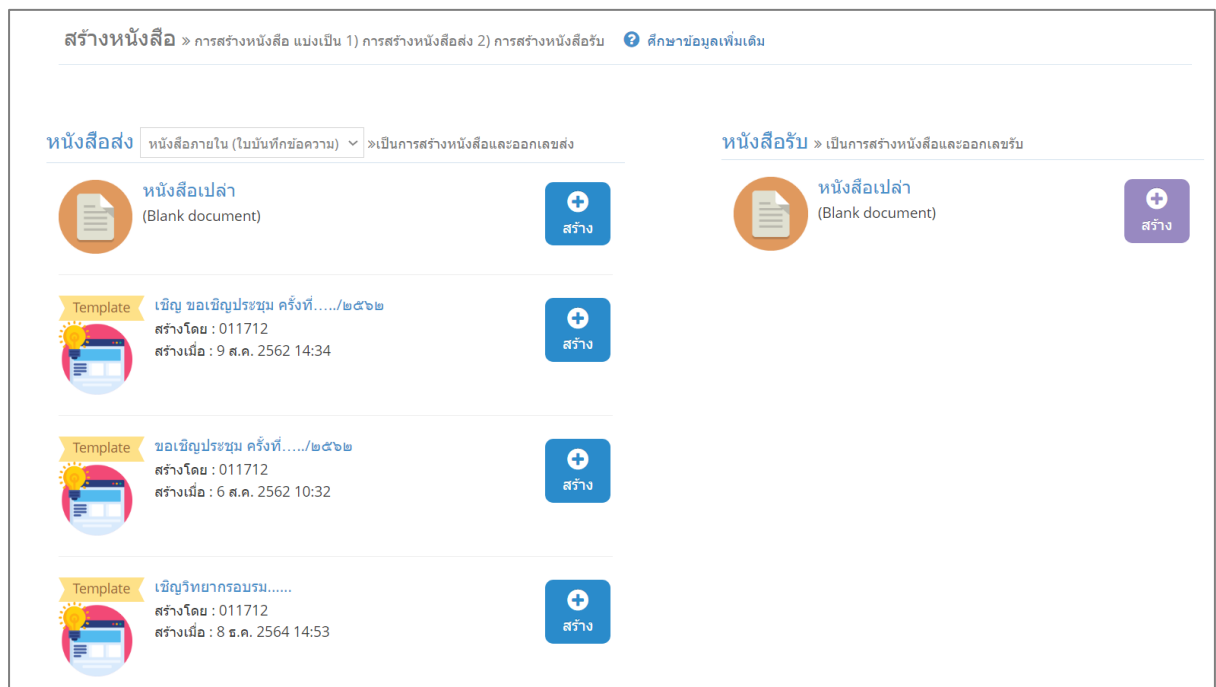 สร้างหนังสือ » การสร้างหนังสือ แบ่งเป็น 1) การสร้างหนังสือส่ง 2) การสร้างหนังสือรับ ? ศึกษาข้อมูลเพิ่มเติม
หนังสือส่ง หนังสือภายใน (ใบบันทึกข้อความ) »เป็นการสร้างหนังสือและออกเลขส่ง
หนังสือเปล่า
(Blank document)
สร้าง
Template เชิญ ขอเชิญประชุม ครั้งที่…../๒๕๖๒
สร้างโดย : 011712
สร้างเมื่อ : 9 ส.ค. 2562 14:34
สร้าง
Template ขอเชิญประชุม ครั้งที่…../๒๕๖๒
สร้างโดย : 011712
สร้างเมื่อ : 6 ส.ค. 2562 10:32
สร้าง
Template เชิญวิทยากรอบรม......
สร้างโดย : 011712
สร้างเมื่อ : 8 ธ.ค. 2564 14:53
สร้าง
หนังสือรับ » เป็นการสร้างหนังสือและออกเลขรับ
หนังสือเปล่า
(Blank document)
สร้าง